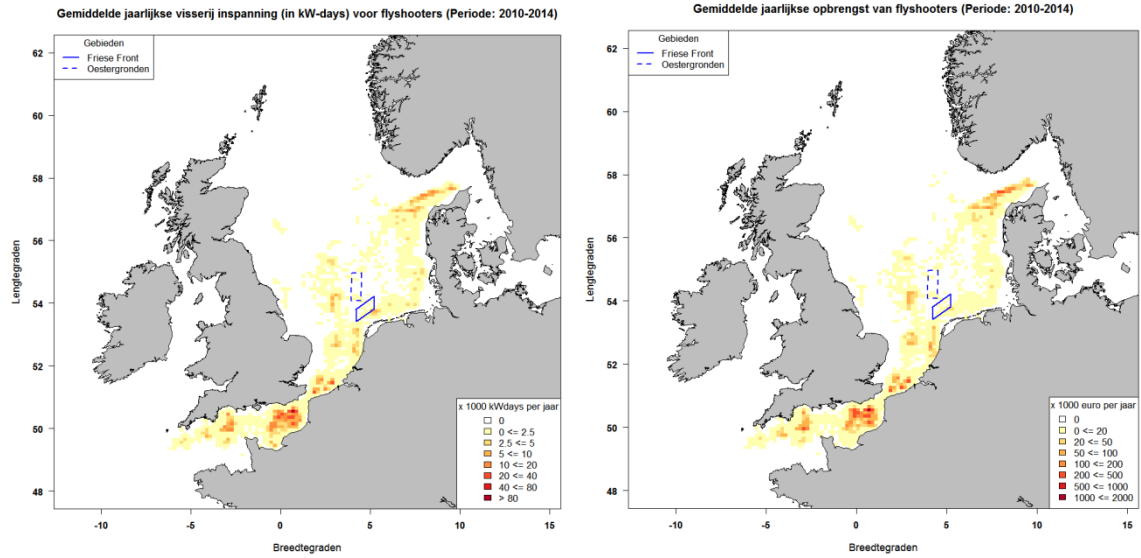 Gemiddelde jaarlijkse visserij inspanning (in kW-days) voor flyshooters (Periode: 2010-2014)
Gebieden
Friese Front
Oestergronden
62
60
58
56
54
52
50
48
Lengtegraden
x 1000 kWdays per jaar
0
0 <= 2.5
2.5 <= 5
5 <= 10
10 <= 20
20 <= 40
40 <= 80
> 80
-10 -5 0 5 10 15
Breedtegraden
Gemiddelde jaarlijkse opbrengst van flyshooters (Periode: 2010-2014)
Gebieden
Friese Front
Oestergronden
62
60
58
56
54
52
50
48
Lengtegraden
x 1000 euro per jaar
0
0 <= 20
20 <= 50
50 <= 100
100 <= 200
200 <= 500
500 <= 1000
1000 <= 2000
-10 -5 0 5 10 15
Breedtegraden